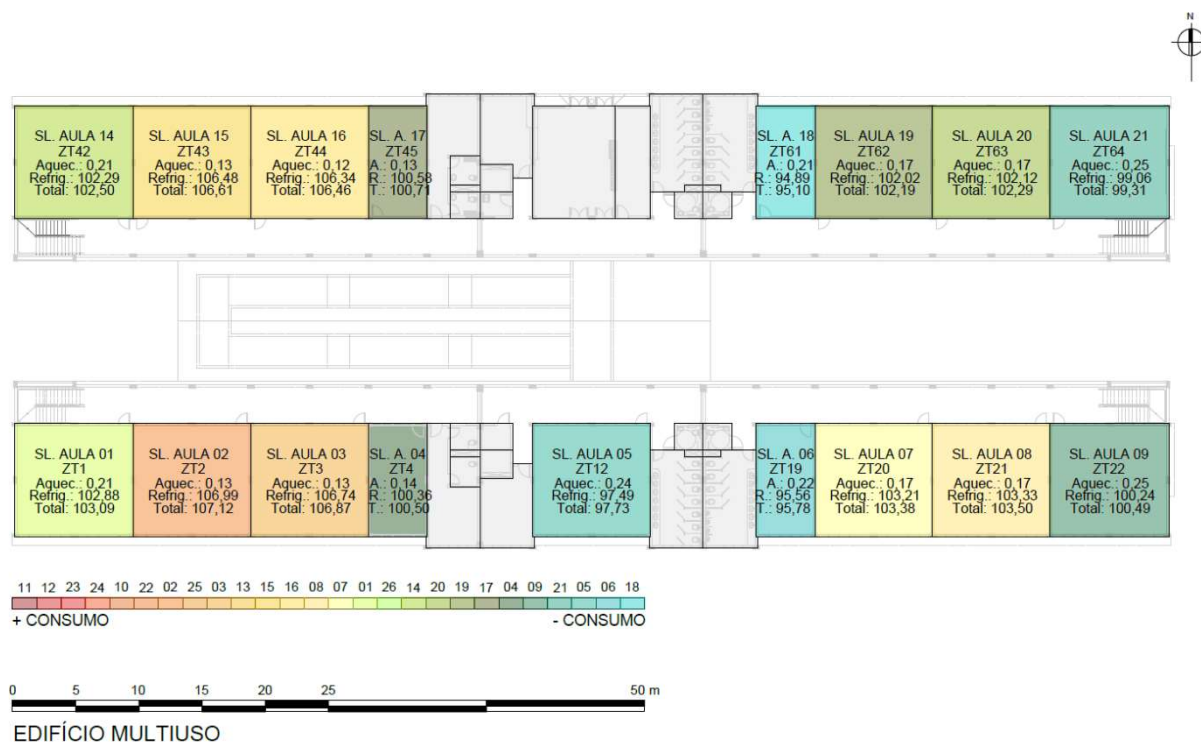 N
SL. AULA 14
ZT42
Aquec.: 0,21
Refrig.: 102,29
Total: 102,50
SL. AULA 15
ZT43
Aquec.: 0,13
Refrig.: 106,48
Total: 106,61
SL. AULA 16
ZT44
Aquec.: 0,12
Refrig.: 106,34
Total: 106,46
SL. A. 17
ZT45
A.: 0,13
R.: 100,58
T.: 100,71
SL. A. 18
ZT61
A.: 0,21
R.: 94,89
T.: 95,10
SL. AULA 19
ZT62
Aquec.: 0,17
Refrig.: 102,02
Total: 102,19
SL. AULA 20
ZT63
Aquec.: 0,17
Refrig.: 102,12
Total: 102,29
SL. AULA 21
ZT64
Aquec.: 0,25
Refrig.: 99,06
Total: 99,31
SL. AULA 01
ZT1
Aquec.: 0,21
Refrig.: 102,88
Total: 103,09
SL. AULA 02
ZT2
Aquec.: 0,13
Refrig.: 106,99
Total: 107,12
SL. AULA 03
ZT3
Aquec.: 0,13
Refrig.: 106,74
Total: 106,87
SL. A. 04
ZT4
A.: 0,14
R.: 100,36
T.: 100,50
SL. AULA 05
ZT12
Aquec.: 0,24
Refrig.: 97,49
Total: 97,73
SL. A. 06
ZT19
A.: 0,22
R.: 95,56
T.: 95,78
SL. AULA 07
ZT20
Aquec.: 0,17
Refrig.: 103,21
Total: 103,38
SL. AULA 08
ZT21
Aquec.: 0,17
Refrig.: 103,33
Total: 103,50
SL. AULA 09
ZT22
Aquec.: 0,25
Refrig.: 100,24
Total: 100,49
11 12 23 24 10 22 02 25 03 13 15 16 08 07 01 26 14 20 19 17 04 09 21 05 06 18
+ CONSUMO - CONSUMO
0 5 10 15 20 25 50 m
EDIFÍCIO MULTIUSO